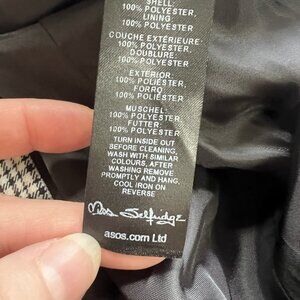 SHELL:
100% POLYESTER,
LINING
100% POLYESTER
COUCHE EXTÉRIEURE:
100% POLYESTER,
DOUBLURE:
100% POLYESTER
EXTERIOR:
100% POLIÉSTER,
FORRO
100% POLIÉSTER
MUSCHEL:
100% POLYESTER,
FUTTER:
100% POLYESTER
TURN INSIDE OUT
BEFORE CLEANING,
WASH WITH SIMILAR
COLOURS, AFTER
WASHING REMOVE
PROMPTLY AND HANG,
COOL IRON ON
REVERSE
Miss Selfridge
asos.com Ltd